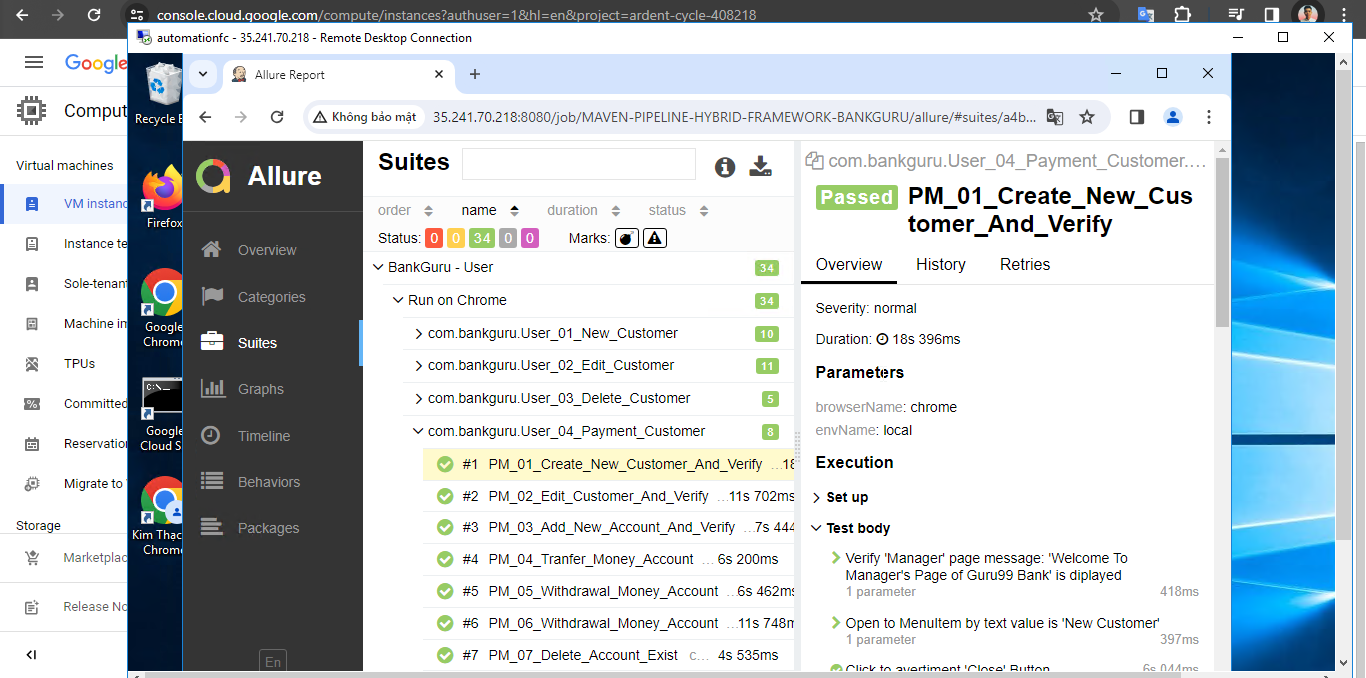 console.cloud.google.com/compute/instances?authuser=1&hl=en&project=ardent-cycle-408218
automationfc - 35.241.70.218 - Remote Desktop Connection
Google
Comput
Virtual machines
VM instanc
Instance te
Sole-tenant
Machine im
TPUs
Committed
Reservation
Migrate to
Storage
Marketplac
Release No
Recycle B
Firefox
Google
Chrome
C:\_
Google
Cloud S
Kim Thac
Chrome
Allure Report
Không bảo mật
35.241.70.218:8080/job/MAVEN-PIPELINE-HYBRID-FRAMEWORK-BANKGURU/allure/#suites/a4b...
Allure
Overview
Categories
Suites
Graphs
Timeline
Behaviors
Packages
En
Suites
order name duration status
Status: 0 0 34 0 0 Marks:
BankGuru - User 34
Run on Chrome 34
com.bankguru.User_01_New_Customer 10
com.bankguru.User_02_Edit_Customer 11
com.bankguru.User_03_Delete_Customer 5
com.bankguru.User_04_Payment_Customer 8
#1 PM_01_Create_New_Customer_And_Verify ...18
#2 PM_02_Edit_Customer_And_Verify ...11s 702ms
#3 PM_03_Add_New_Account_And_Verify ...7s 444
#4 PM_04_Tranfer_Money_Account ... 6s 200ms
#5 PM_05_Withdrawal_Money_Account ...6s 462ms
#6 PM_06_Withdrawal_Money_Account ...11s 748m
#7 PM_07_Delete_Account_Exist c... 4s 535ms
com.bankguru.User_04_Payment_Customer....
Passed PM_01_Create_New_Cus
tomer_And_Verify
Overview History Retries
Severity: normal
Duration: 18s 396ms
Parameters
browserName: chrome
envName: local
Execution
Set up
Test body
Verify 'Manager' page message: 'Welcome To
Manager's Page of Guru99 Bank' is diplayed
1 parameter 418ms
Open to MenuItem by text value is 'New Customer'
1 parameter 397ms
Click to avertiment 'Close' Button 6s 044ms